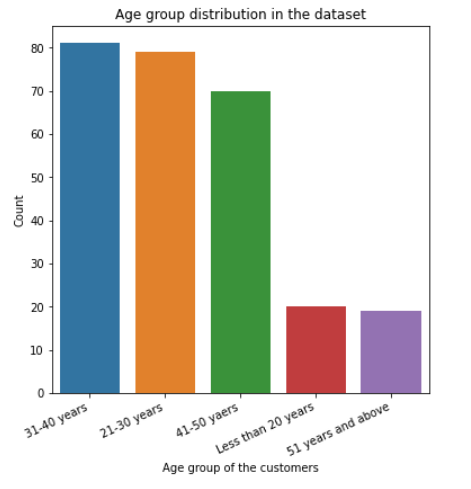 Age group distribution in the dataset
80
70
60
50
40
30
20
10
0
Count
31-40 years
21-30 years
41-50 yaers
Less than 20 years
51 years and above
Age group of the customers